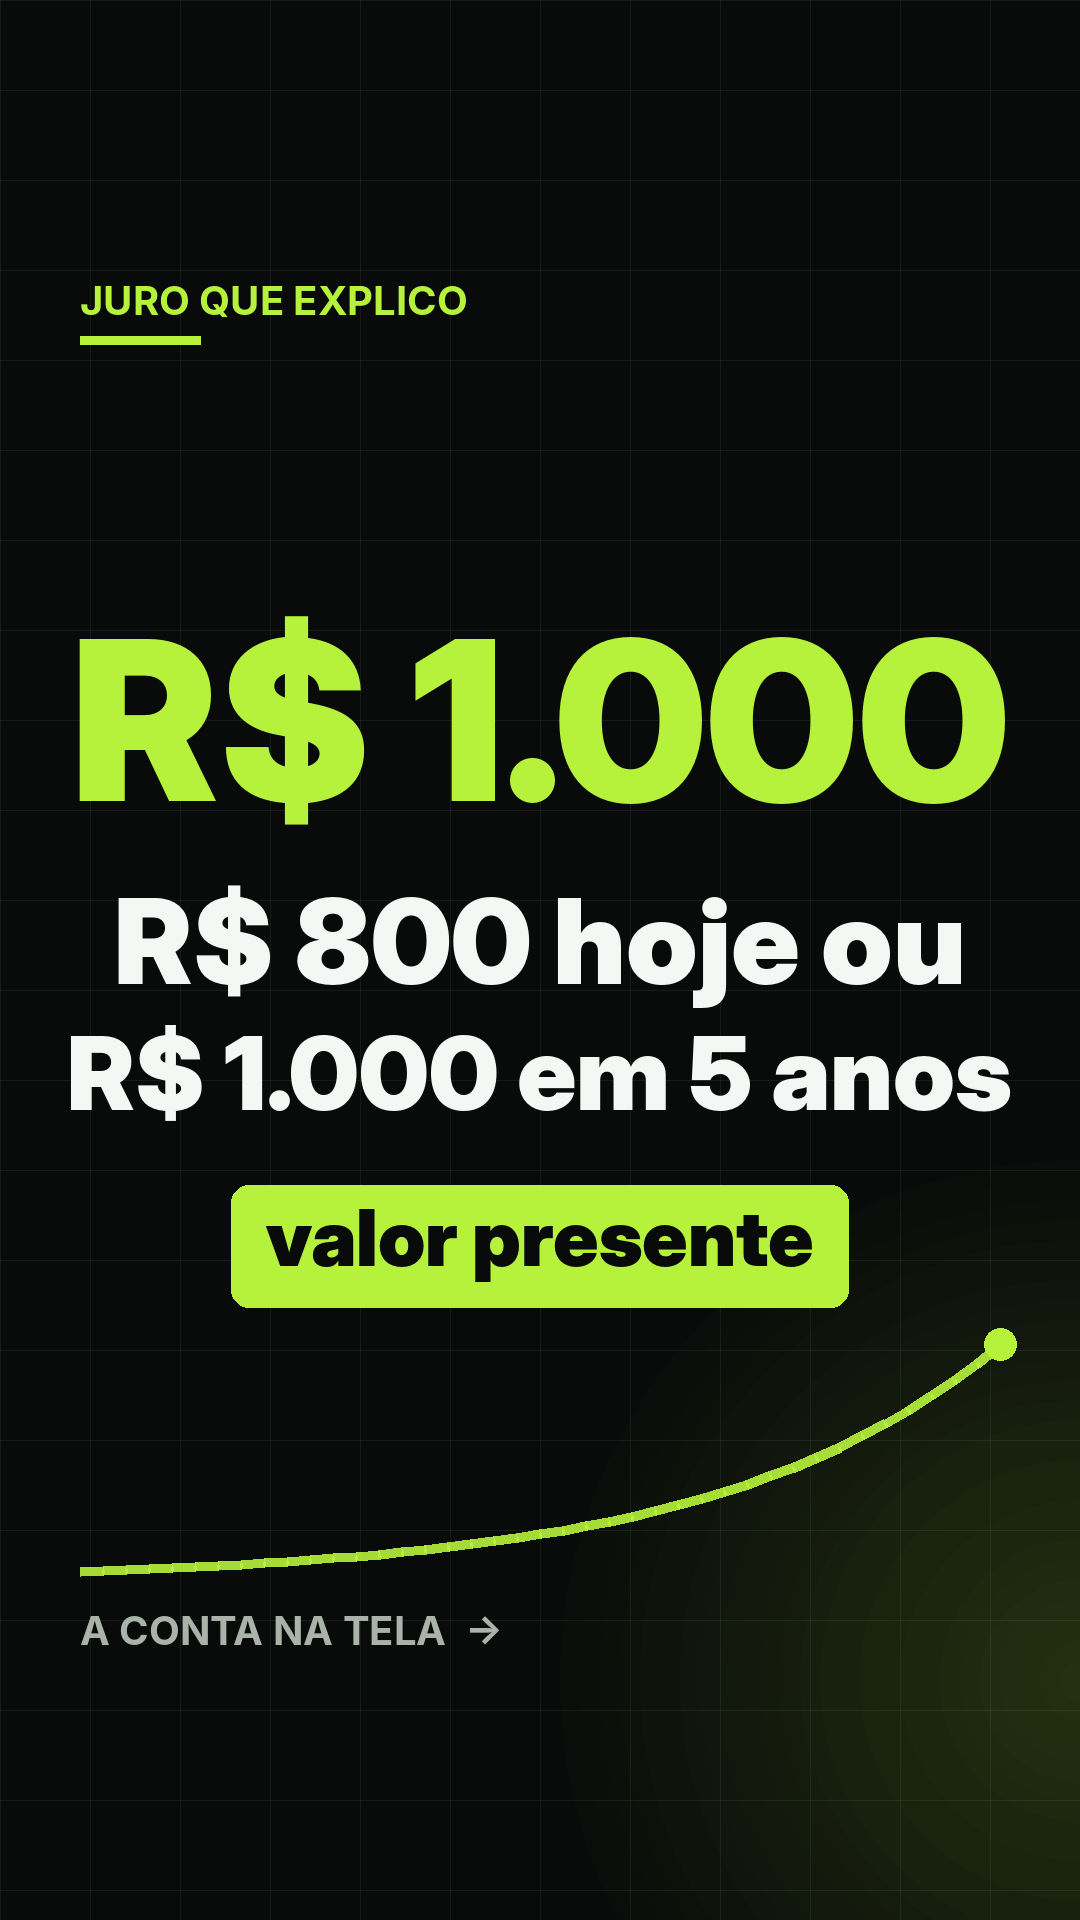 JURO QUE EXPLICO
R$ 1.000
R$ 800 hoje ou
R$ 1.000 em 5 anos
valor presente
A CONTA NA TELA →